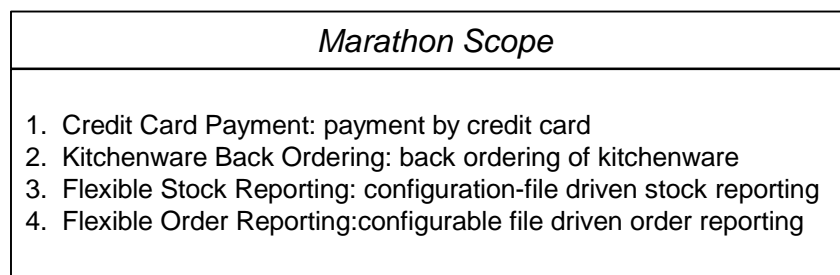 Marathon Scope
1. Credit Card Payment: payment by credit card
2. Kitchenware Back Ordering: back ordering of kitchenware
3. Flexible Stock Reporting: configuration-file driven stock reporting
4. Flexible Order Reporting:configurable file driven order reporting